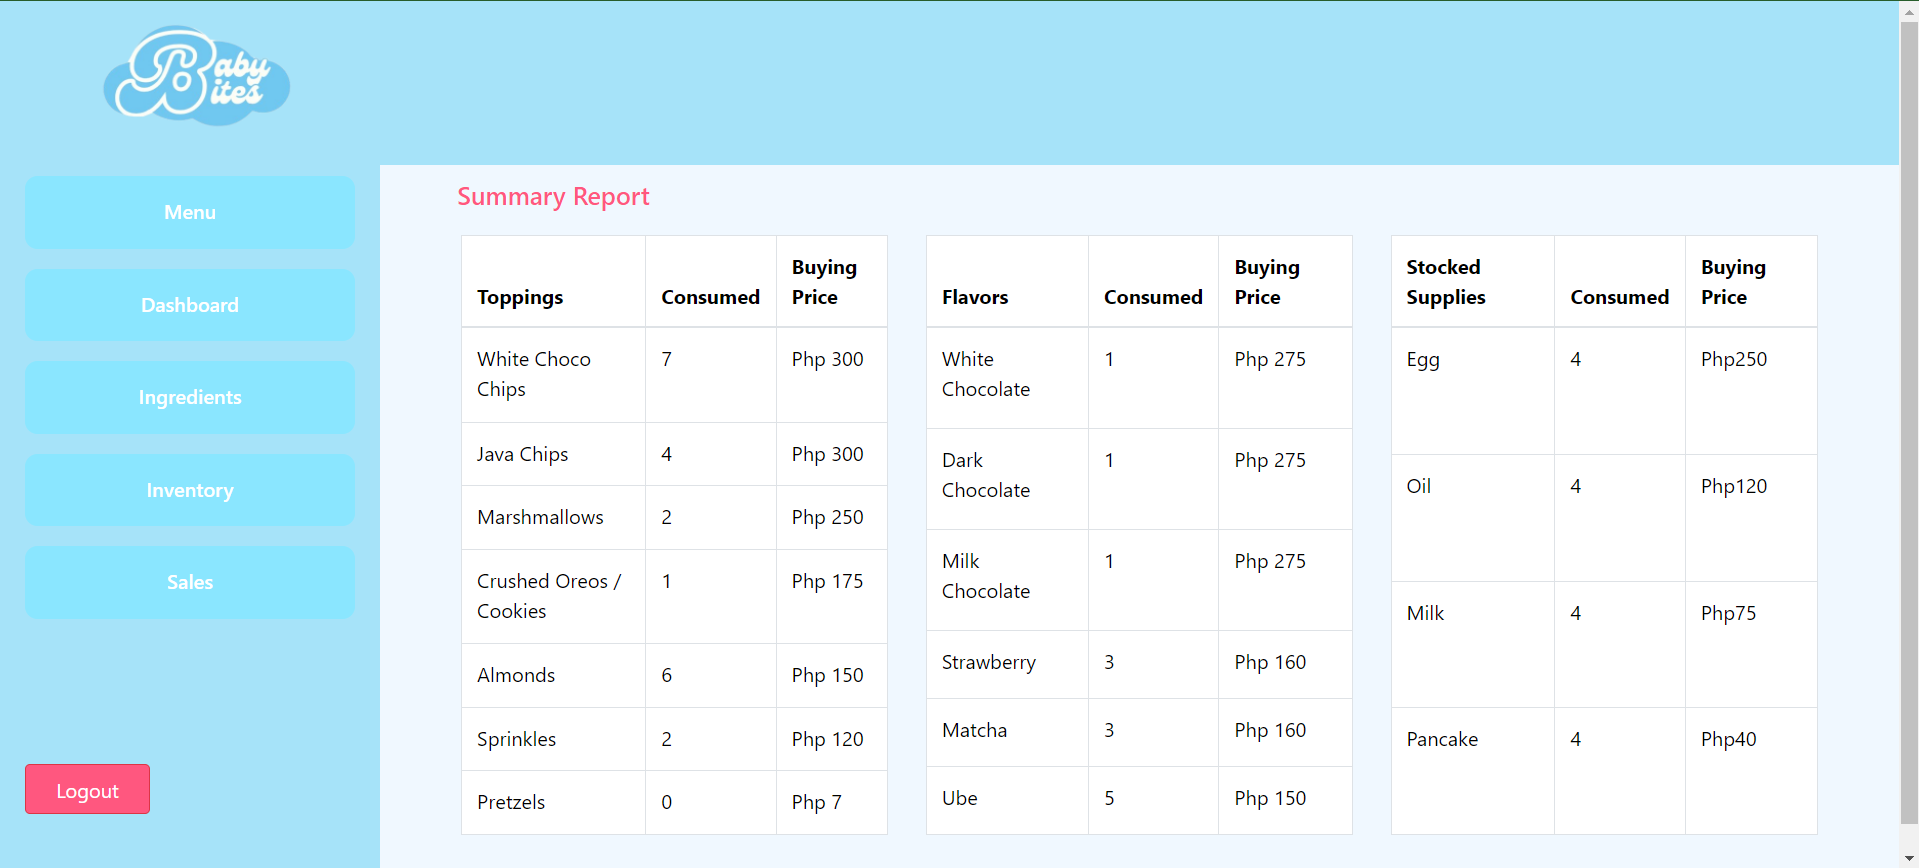 Baby
Bites
Menu
Dashboard
Ingredients
Inventory
Sales
Logout
Summary Report
Toppings Consumed Buying Price
White Choco Chips 7 Php 300
Java Chips 4 Php 300
Marshmallows 2 Php 250
Crushed Oreos / Cookies 1 Php 175
Almonds 6 Php 150
Sprinkles 2 Php 120
Pretzels 0 Php 7
Flavors Consumed Buying Price
White Chocolate 1 Php 275
Dark Chocolate 1 Php 275
Milk Chocolate 1 Php 275
Strawberry 3 Php 160
Matcha 3 Php 160
Ube 5 Php 150
Stocked Supplies Consumed Buying Price
Egg 4 Php250
Oil 4 Php120
Milk 4 Php75
Pancake 4 Php40